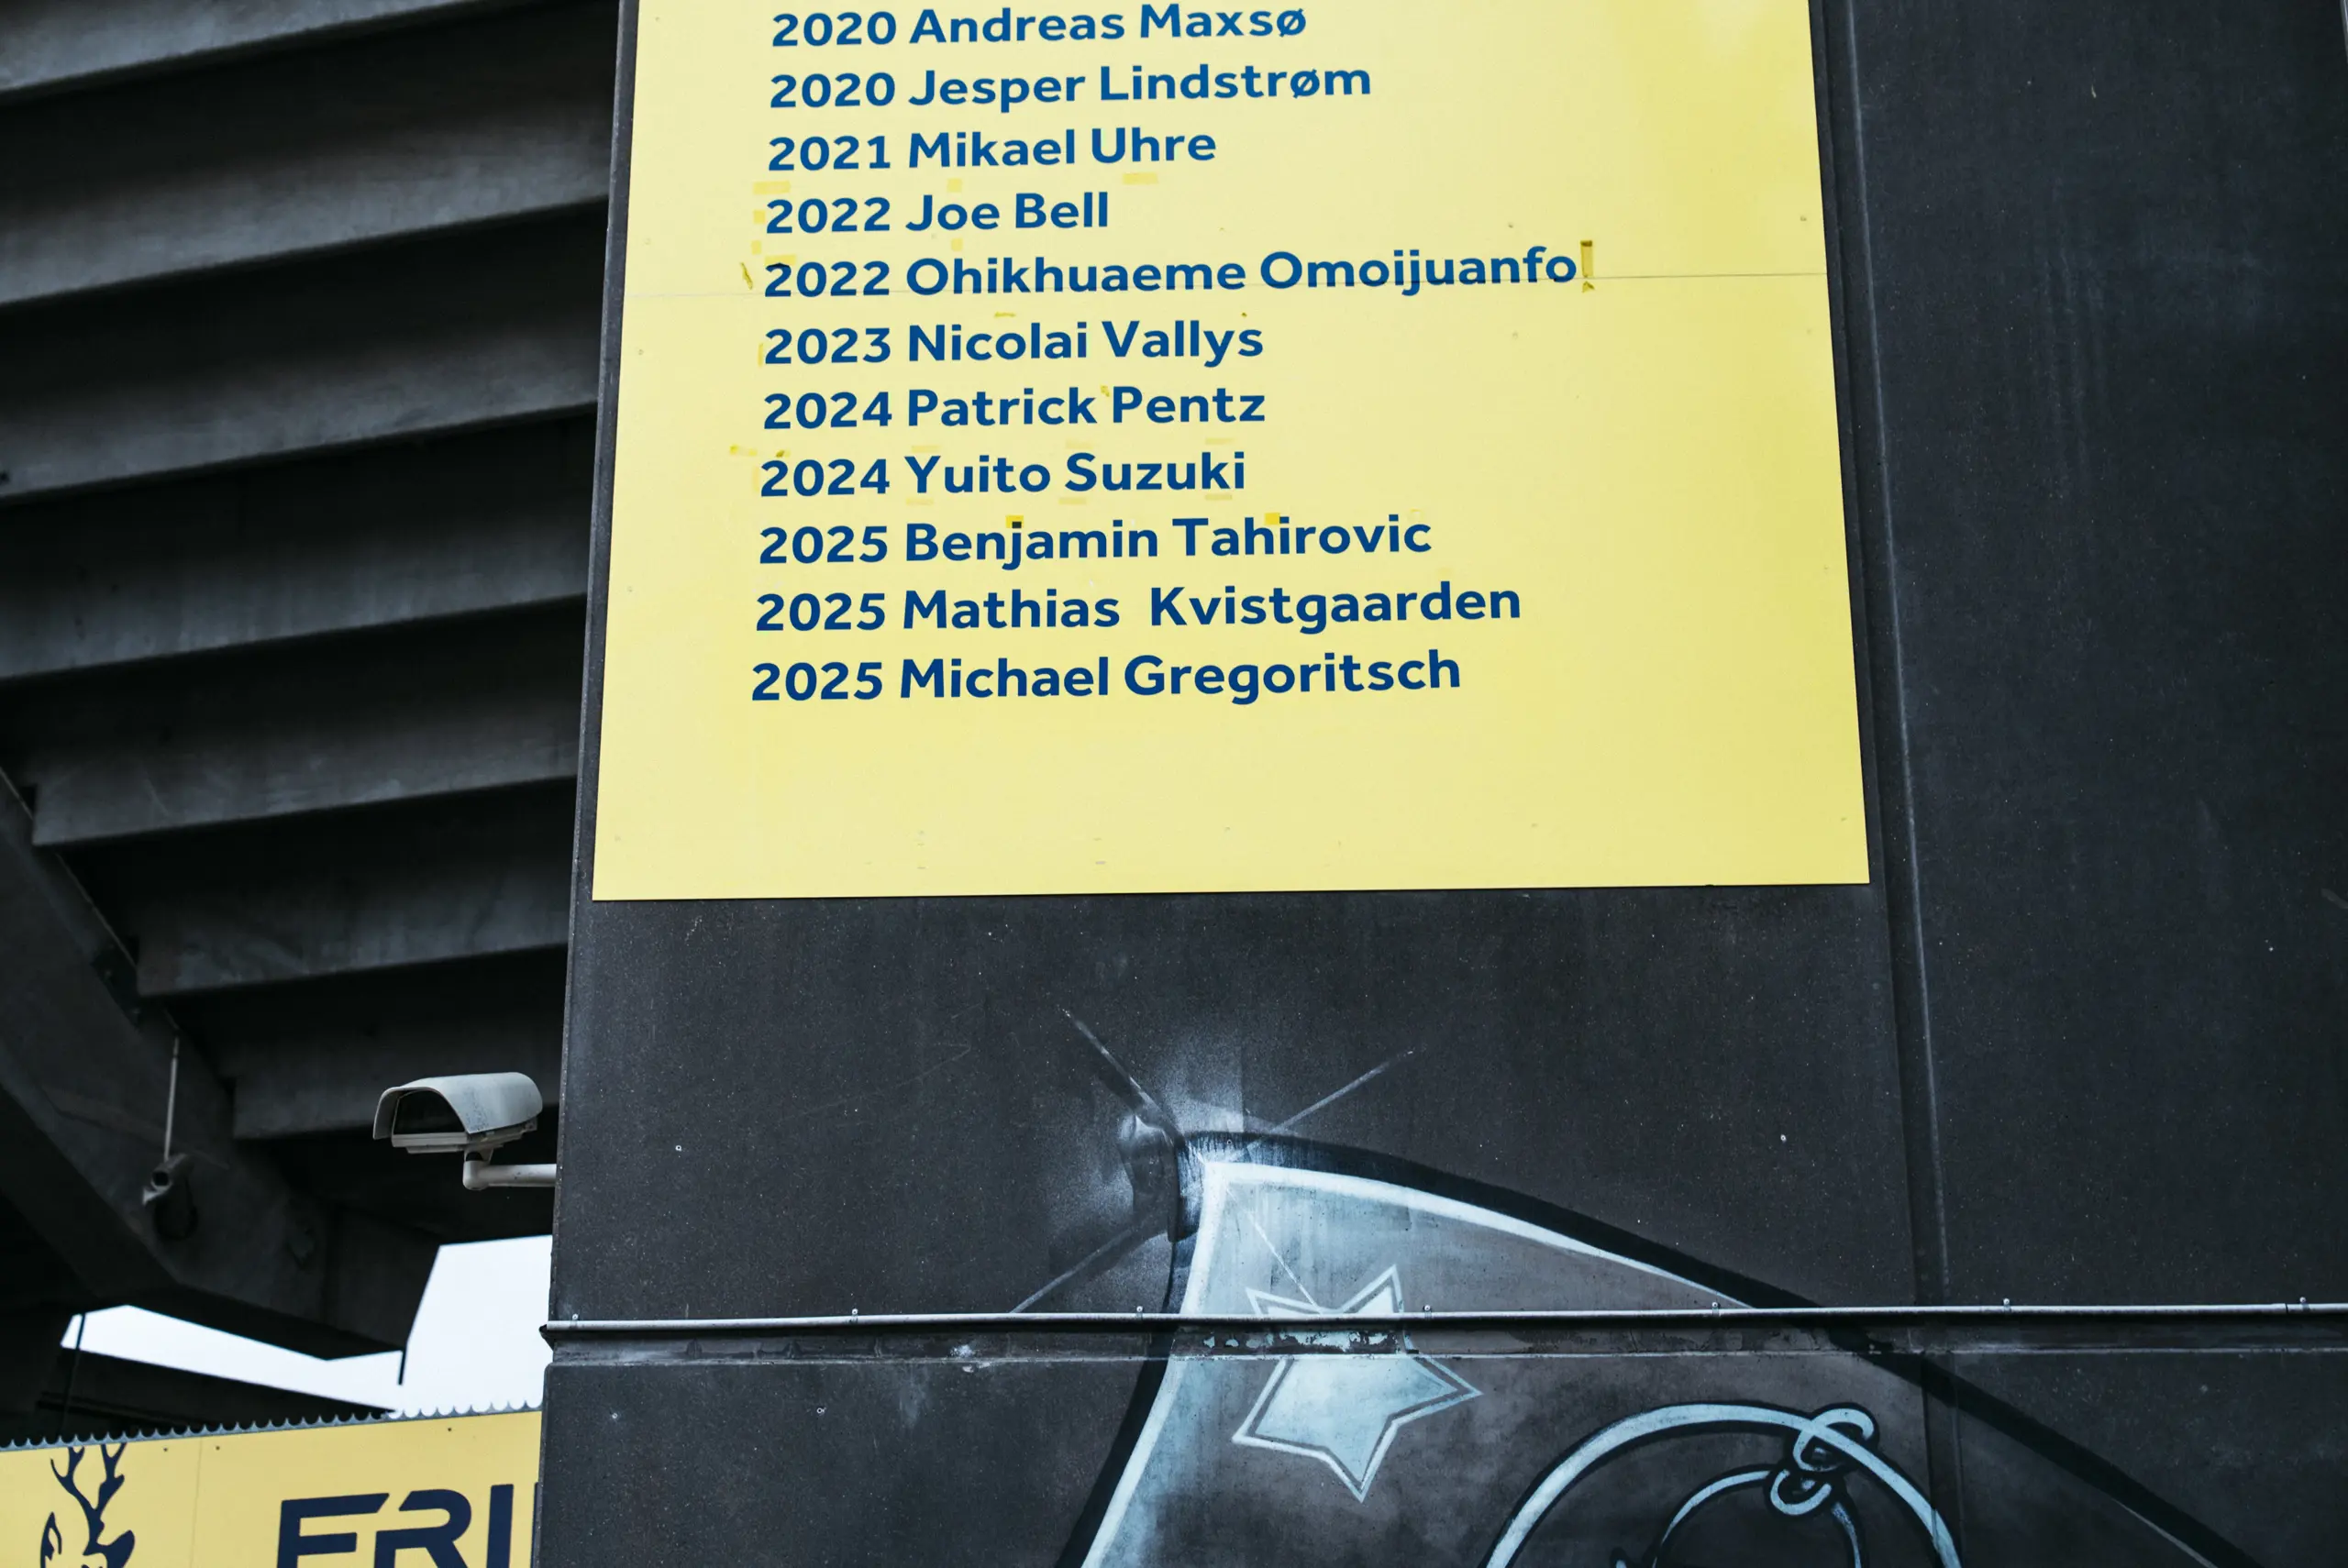 2020 Andreas Maxsø
2020 Jesper Lindstrøm
2021 Mikael Uhre
2022 Joe Bell
2022 Ohikhuaeme Omoijuanfo
2023 Nicolai Vallys
2024 Patrick Pentz
2024 Yuito Suzuki
2025 Benjamin Tahirovic
2025 Mathias Kvistgaarden
2025 Michael Gregoritsch